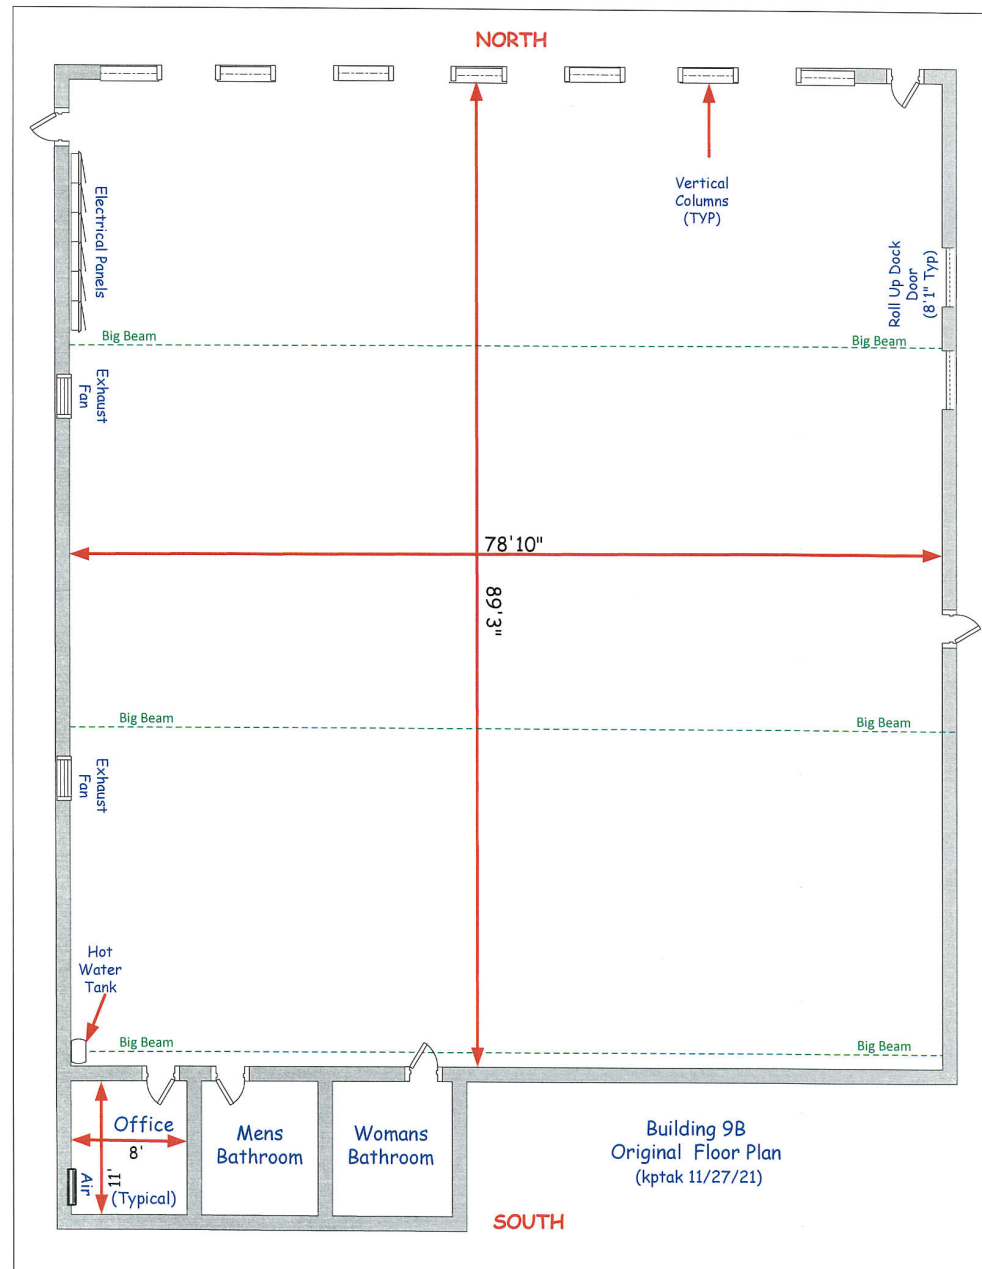 NORTH
Vertical
Columns
(TYP)
Electrical Panels
Roll Up Dock
Door
(8'1" Typ)
Big Beam
Big Beam
Exhaust
Fan
78'10"
89'3"
Big Beam
Big Beam
Exhaust
Fan
Hot
Water
Tank
Big Beam
Big Beam
Office
8'
11'
Air
(Typical)
Mens
Bathroom
Womans
Bathroom
Building 9B
Original Floor Plan
(kptak 11/27/21)
SOUTH